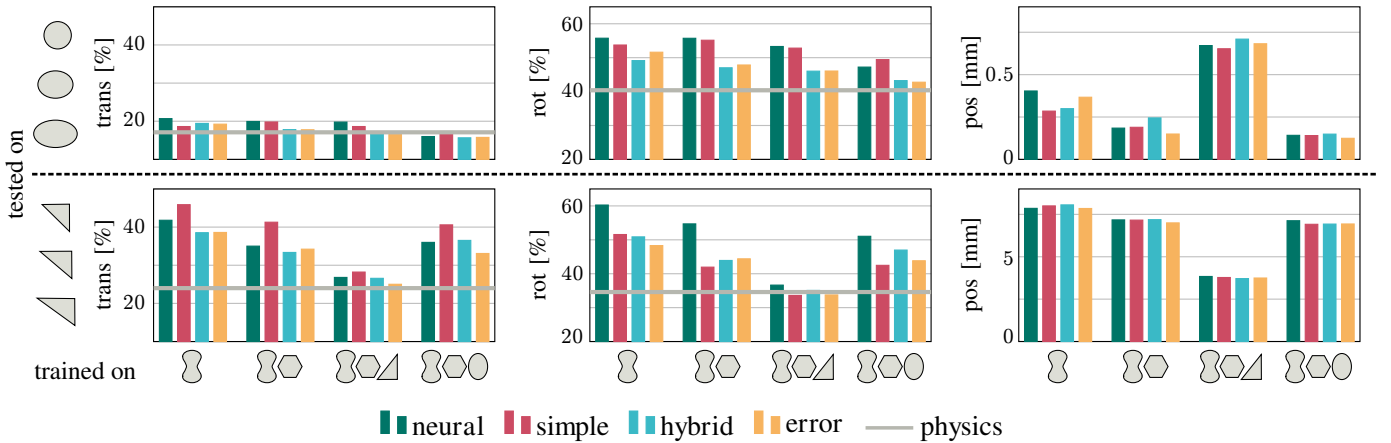 tested on
trans [%]
40
20
rot [%]
60
40
20
pos [mm]
0.5
0
trans [%]
40
20
rot [%]
60
40
20
pos [mm]
5
0
trained on
neural simple hybrid error physics